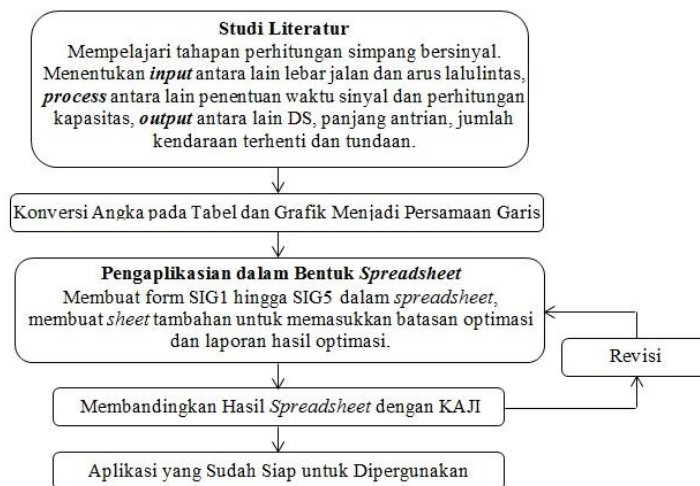 Studi Literatur
Mempelajari tahapan perhitungan simpang bersinyal.
Menentukan input antara lain lebar jalan dan arus lalulintas,
process antara lain penentuan waktu sinyal dan perhitungan
kapasitas, output antara lain DS, panjang antrian, jumlah
kendaraan terhenti dan tundaan.
Konversi Angka pada Tabel dan Grafik Menjadi Persamaan Garis
Pengaplikasian dalam Bentuk Spreadsheet
Membuat form SIG1 hingga SIG5 dalam spreadsheet,
membuat sheet tambahan untuk memasukkan batasan optimasi
dan laporan hasil optimasi.
Revisi
Membandingkan Hasil Spreadsheet dengan KAJI
Aplikasi yang Sudah Siap untuk Dipergunakan